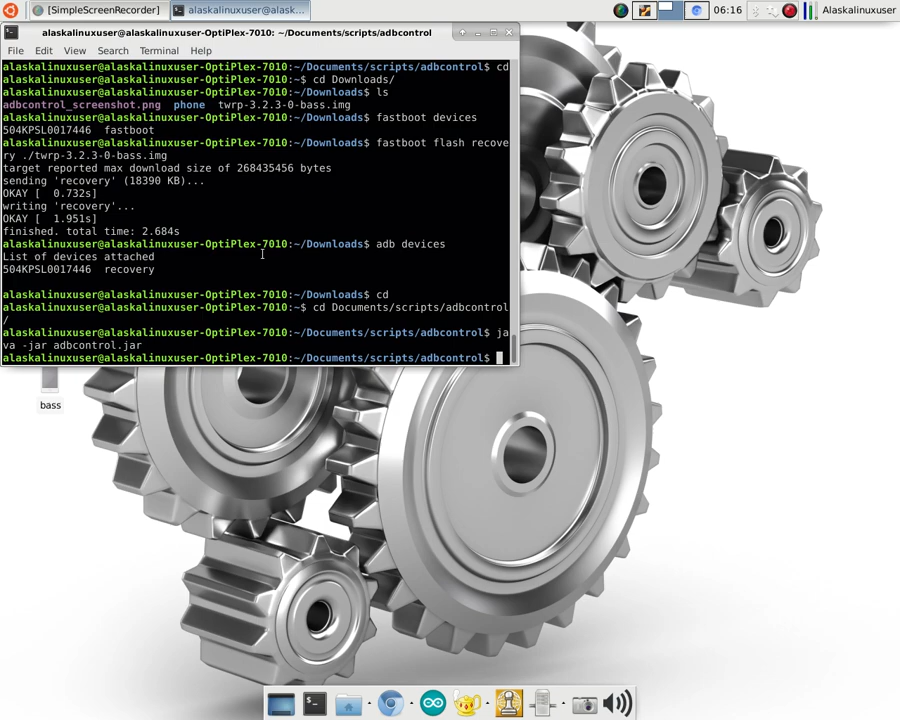 [SimpleScreenRecorder]
alaskalinuxuser@alask...
06:16
Alaskalinuxuser
alaskalinuxuser@alaskalinuxuser-OptiPlex-7010: ~/Documents/scripts/adbcontrol
File Edit View Search Terminal Help
alaskalinuxuser@alaskalinuxuser-OptiPlex-7010:~/Documents/scripts/adbcontrol$ cd
alaskalinuxuser@alaskalinuxuser-OptiPlex-7010:~$ cd Downloads/
alaskalinuxuser@alaskalinuxuser-OptiPlex-7010:~/Downloads$ ls
adbcontrol_screenshot.png phone twrp-3.2.3-0-bass.img
alaskalinuxuser@alaskalinuxuser-OptiPlex-7010:~/Downloads$ fastboot devices
504KPSL0017446 fastboot
alaskalinuxuser@alaskalinuxuser-OptiPlex-7010:~/Downloads$ fastboot flash recove
ry ./twrp-3.2.3-0-bass.img
target reported max download size of 268435456 bytes
sending 'recovery' (18390 KB)...
OKAY [ 0.732s]
writing 'recovery'...
OKAY [ 1.951s]
finished. total time: 2.684s
alaskalinuxuser@alaskalinuxuser-OptiPlex-7010:~/Downloads$ adb devices
List of devices attached
504KPSL0017446 recovery
alaskalinuxuser@alaskalinuxuser-OptiPlex-7010:~/Downloads$ cd
alaskalinuxuser@alaskalinuxuser-OptiPlex-7010:~$ cd Documents/scripts/adbcontrol
/
alaskalinuxuser@alaskalinuxuser-OptiPlex-7010:~/Documents/scripts/adbcontrol$ ja
va -jar adbcontrol.jar
alaskalinuxuser@alaskalinuxuser-OptiPlex-7010:~/Documents/scripts/adbcontrol$
bass